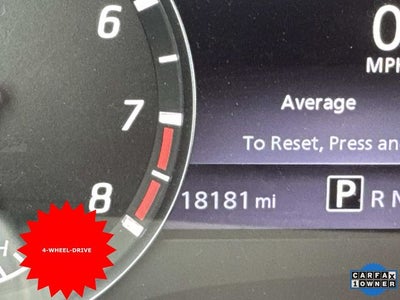 6
7
8
0
MPH
Average
To Reset, Press an
18181 mi
P R N
H
4-WHEEL-DRIVE
CARFAX
1 OWNER